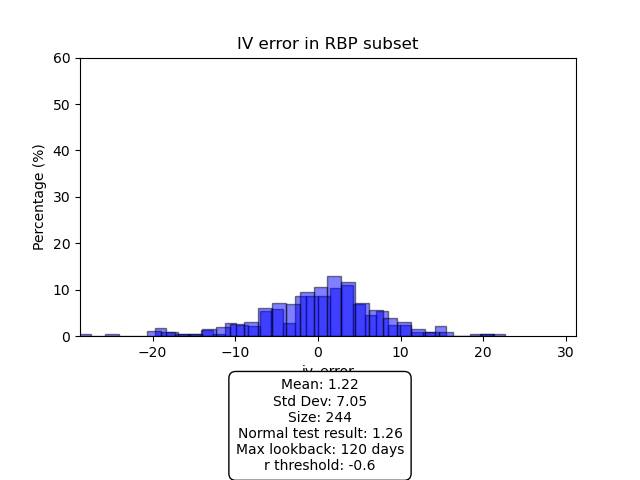 IV error in RBP subset
60
50
40
30
20
10
0
Percentage (%)
−20
−10
0
10
20
30
iv_error
Mean: 1.22
Std Dev: 7.05
Size: 244
Normal test result: 1.26
Max lookback: 120 days
r threshold: -0.6